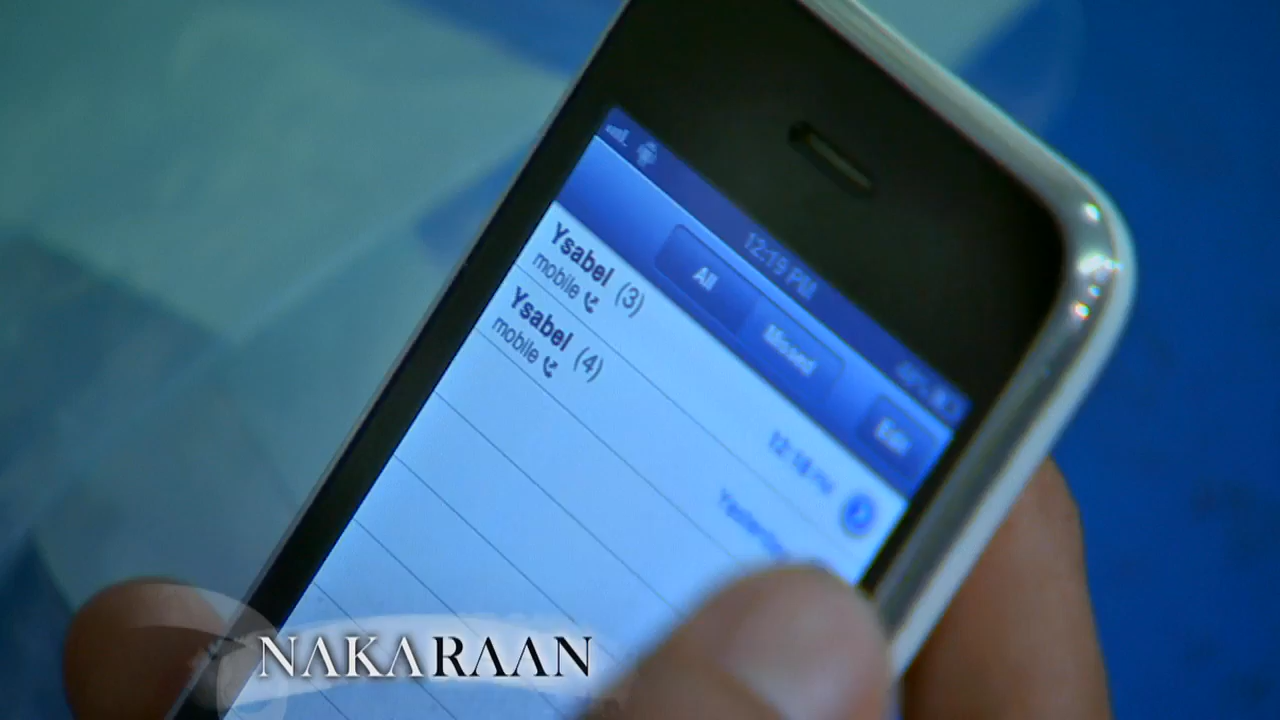 12:19 PM
All
Missed
Edit
Ysabel (3)
mobile
12:18 PM
Ysabel (4)
mobile
Yesterday
NAKARAAN